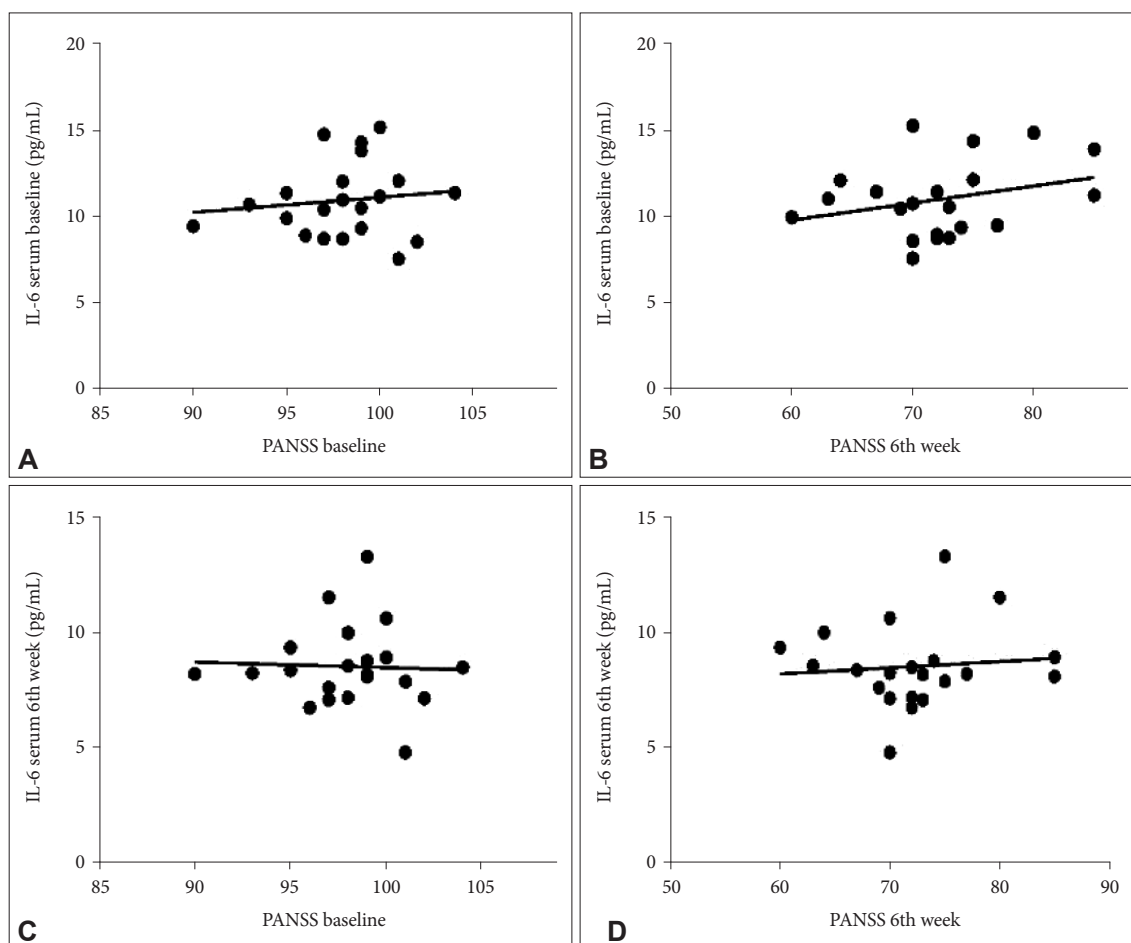 20
15
10
5
0
IL-6 serum baseline (pg/mL)
85 90 95 100 105
PANSS baseline
A
20
15
10
5
0
IL-6 serum baseline (pg/mL)
50 60 70 80
PANSS 6th week
B
15
10
5
0
IL-6 serum 6th week (pg/mL)
85 90 95 100 105
PANSS baseline
C
15
10
5
0
IL-6 serum 6th week (pg/mL)
50 60 70 80 90
PANSS 6th week
D